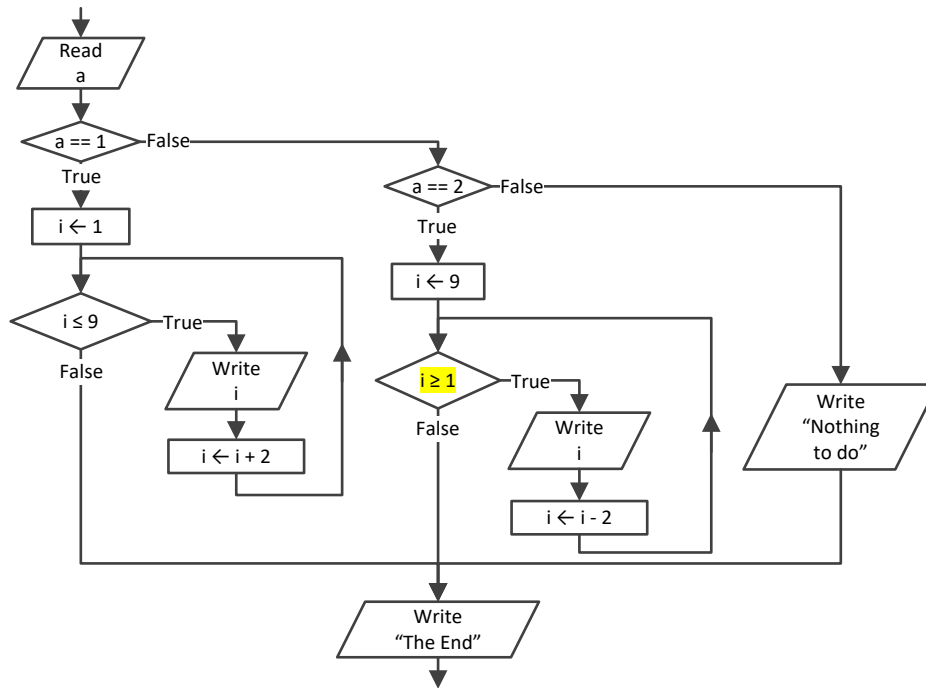 Read
a
a == 1
False
True
a == 2
False
True
i ← 1
i ← 9
i ≤ 9
True
False
Write
i
i ← i + 2
i ≥ 1
True
False
Write
i
i ← i - 2
Write
“Nothing
to do”
Write
“The End”